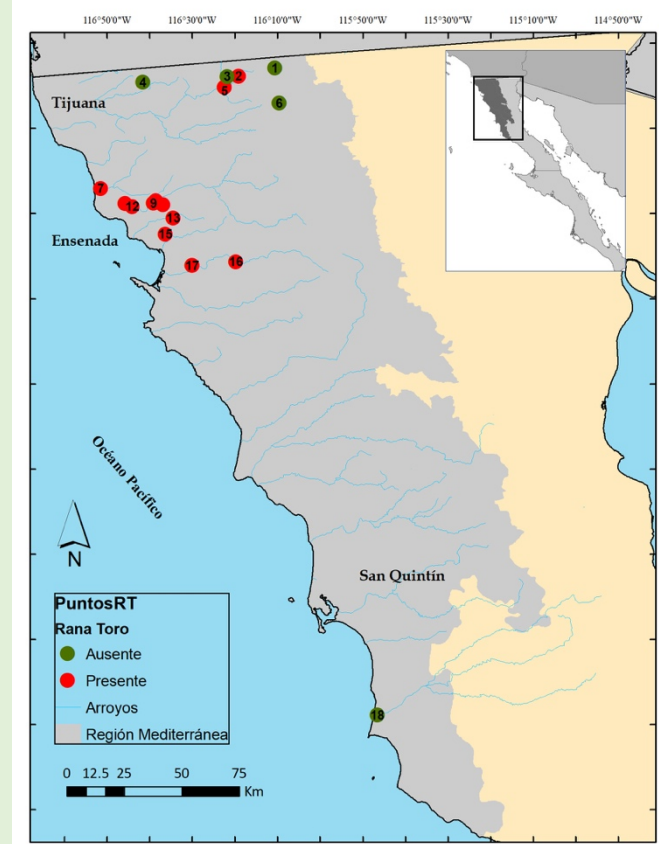 116°50'0"W 116°30'0"W 116°10'0"W 115°50'0"W 115°30'0"W 115°10'0"W 114°50'0"W
1
3 2
4
5
6
Tijuana
7
12 9
13
15
Ensenada
17 16
Océano Pacífico
N
San Quintín
PuntosRT
Rana Toro
Ausente
Presente
Arroyos
Región Mediterránea
18
0 12.5 25 50 75
Km